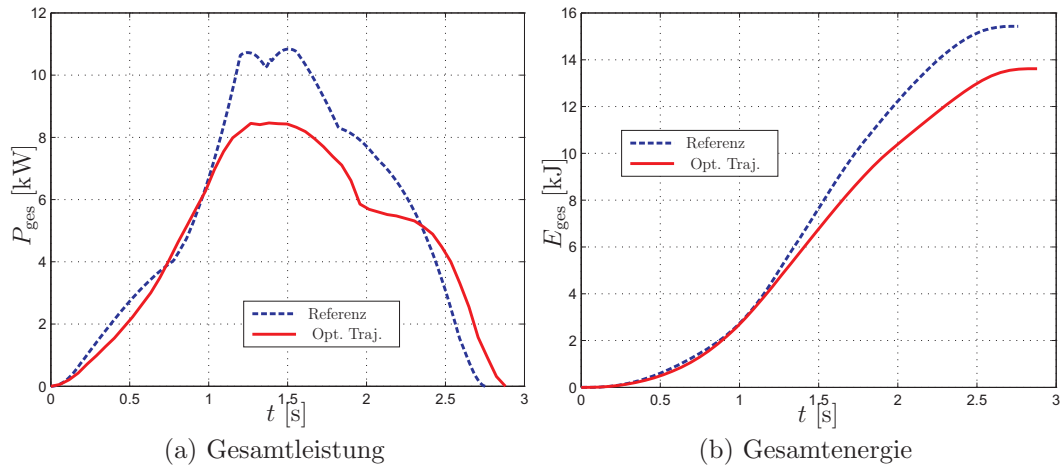 12
10
8
6
4
2
0
P_ges [kW]
Referenz
Opt. Traj.
0 0.5 1 1.5 2 2.5 3
t [s]
(a) Gesamtleistung
16
14
12
10
8
6
4
2
0
E_ges [kJ]
Referenz
Opt. Traj.
0 0.5 1 1.5 2 2.5 3
t [s]
(b) Gesamtenergie